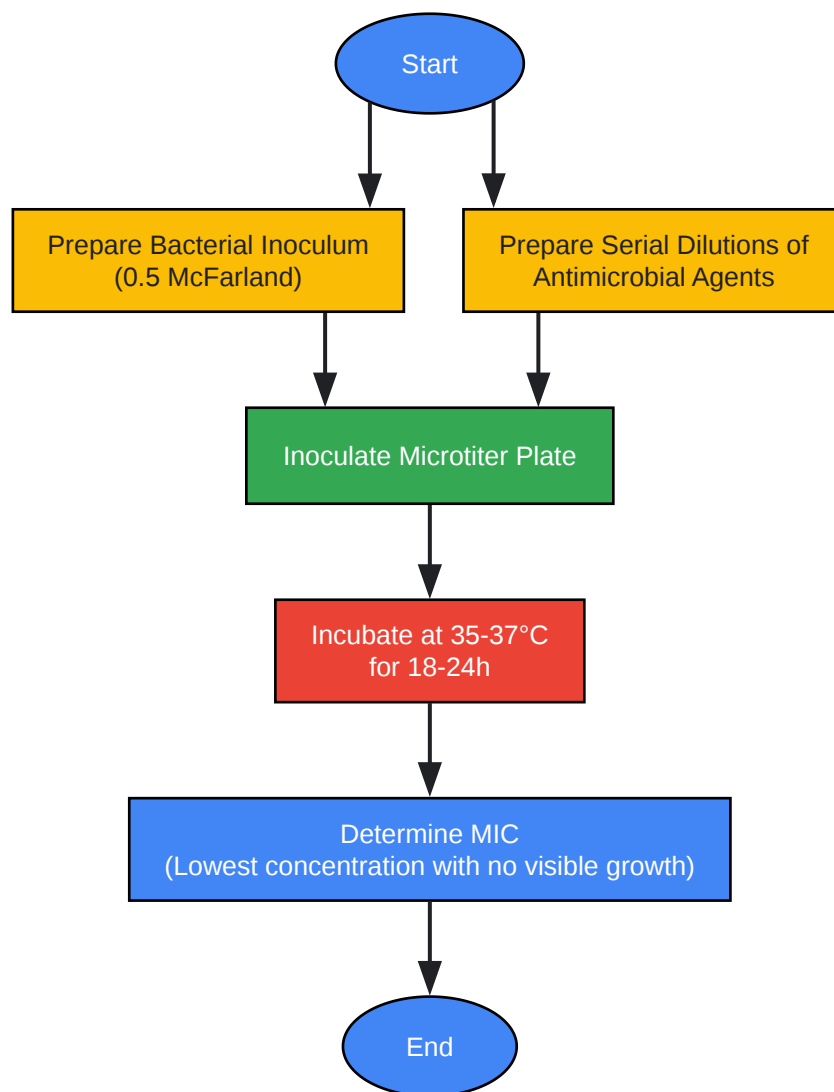 Start
Prepare Bacterial Inoculum
(0.5 McFarland)
Prepare Serial Dilutions of
Antimicrobial Agents
Inoculate Microtiter Plate
Incubate at 35-37°C
for 18-24h
Determine MIC
(Lowest concentration with no visible growth)
End